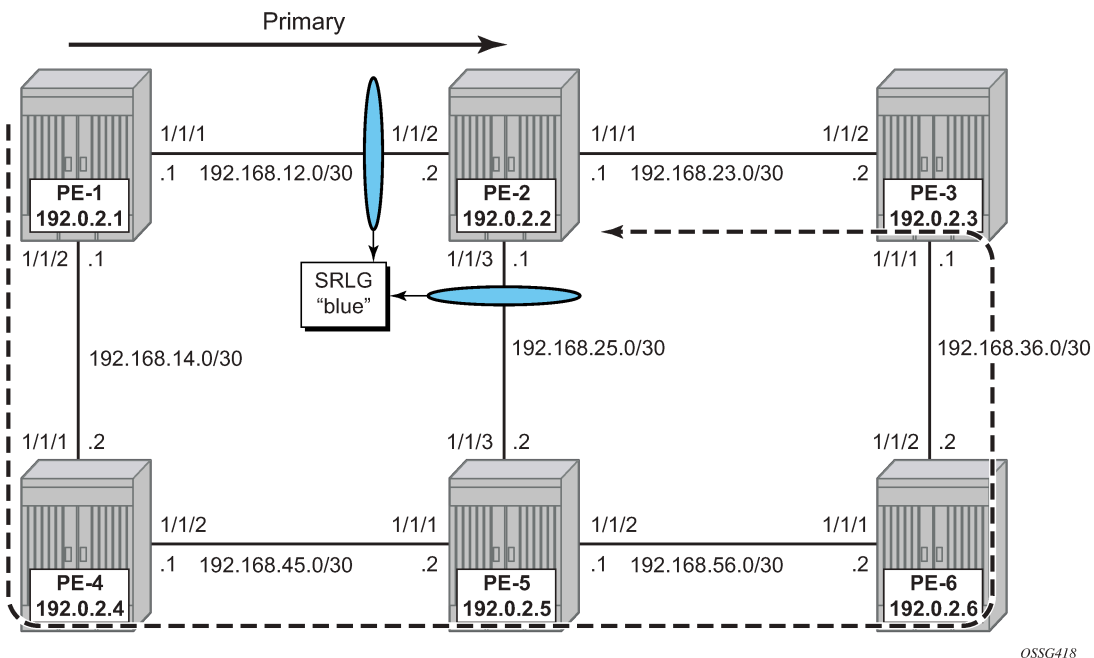 Primary
1/1/1
1/1/2
1/1/1
1/1/2
.1 192.168.12.0/30 .2
.1 192.168.23.0/30 .2
PE-1
192.0.2.1
PE-2
192.0.2.2
PE-3
192.0.2.3
1/1/2 .1
1/1/3 .1
1/1/1 .1
SRLG
“blue”
192.168.14.0/30
192.168.25.0/30
192.168.36.0/30
1/1/1 .2
1/1/3 .2
1/1/2 .2
1/1/2
1/1/1
1/1/2
1/1/1
.1 192.168.45.0/30 .2
.1 192.168.56.0/30 .2
PE-4
192.0.2.4
PE-5
192.0.2.5
PE-6
192.0.2.6
OSSG418